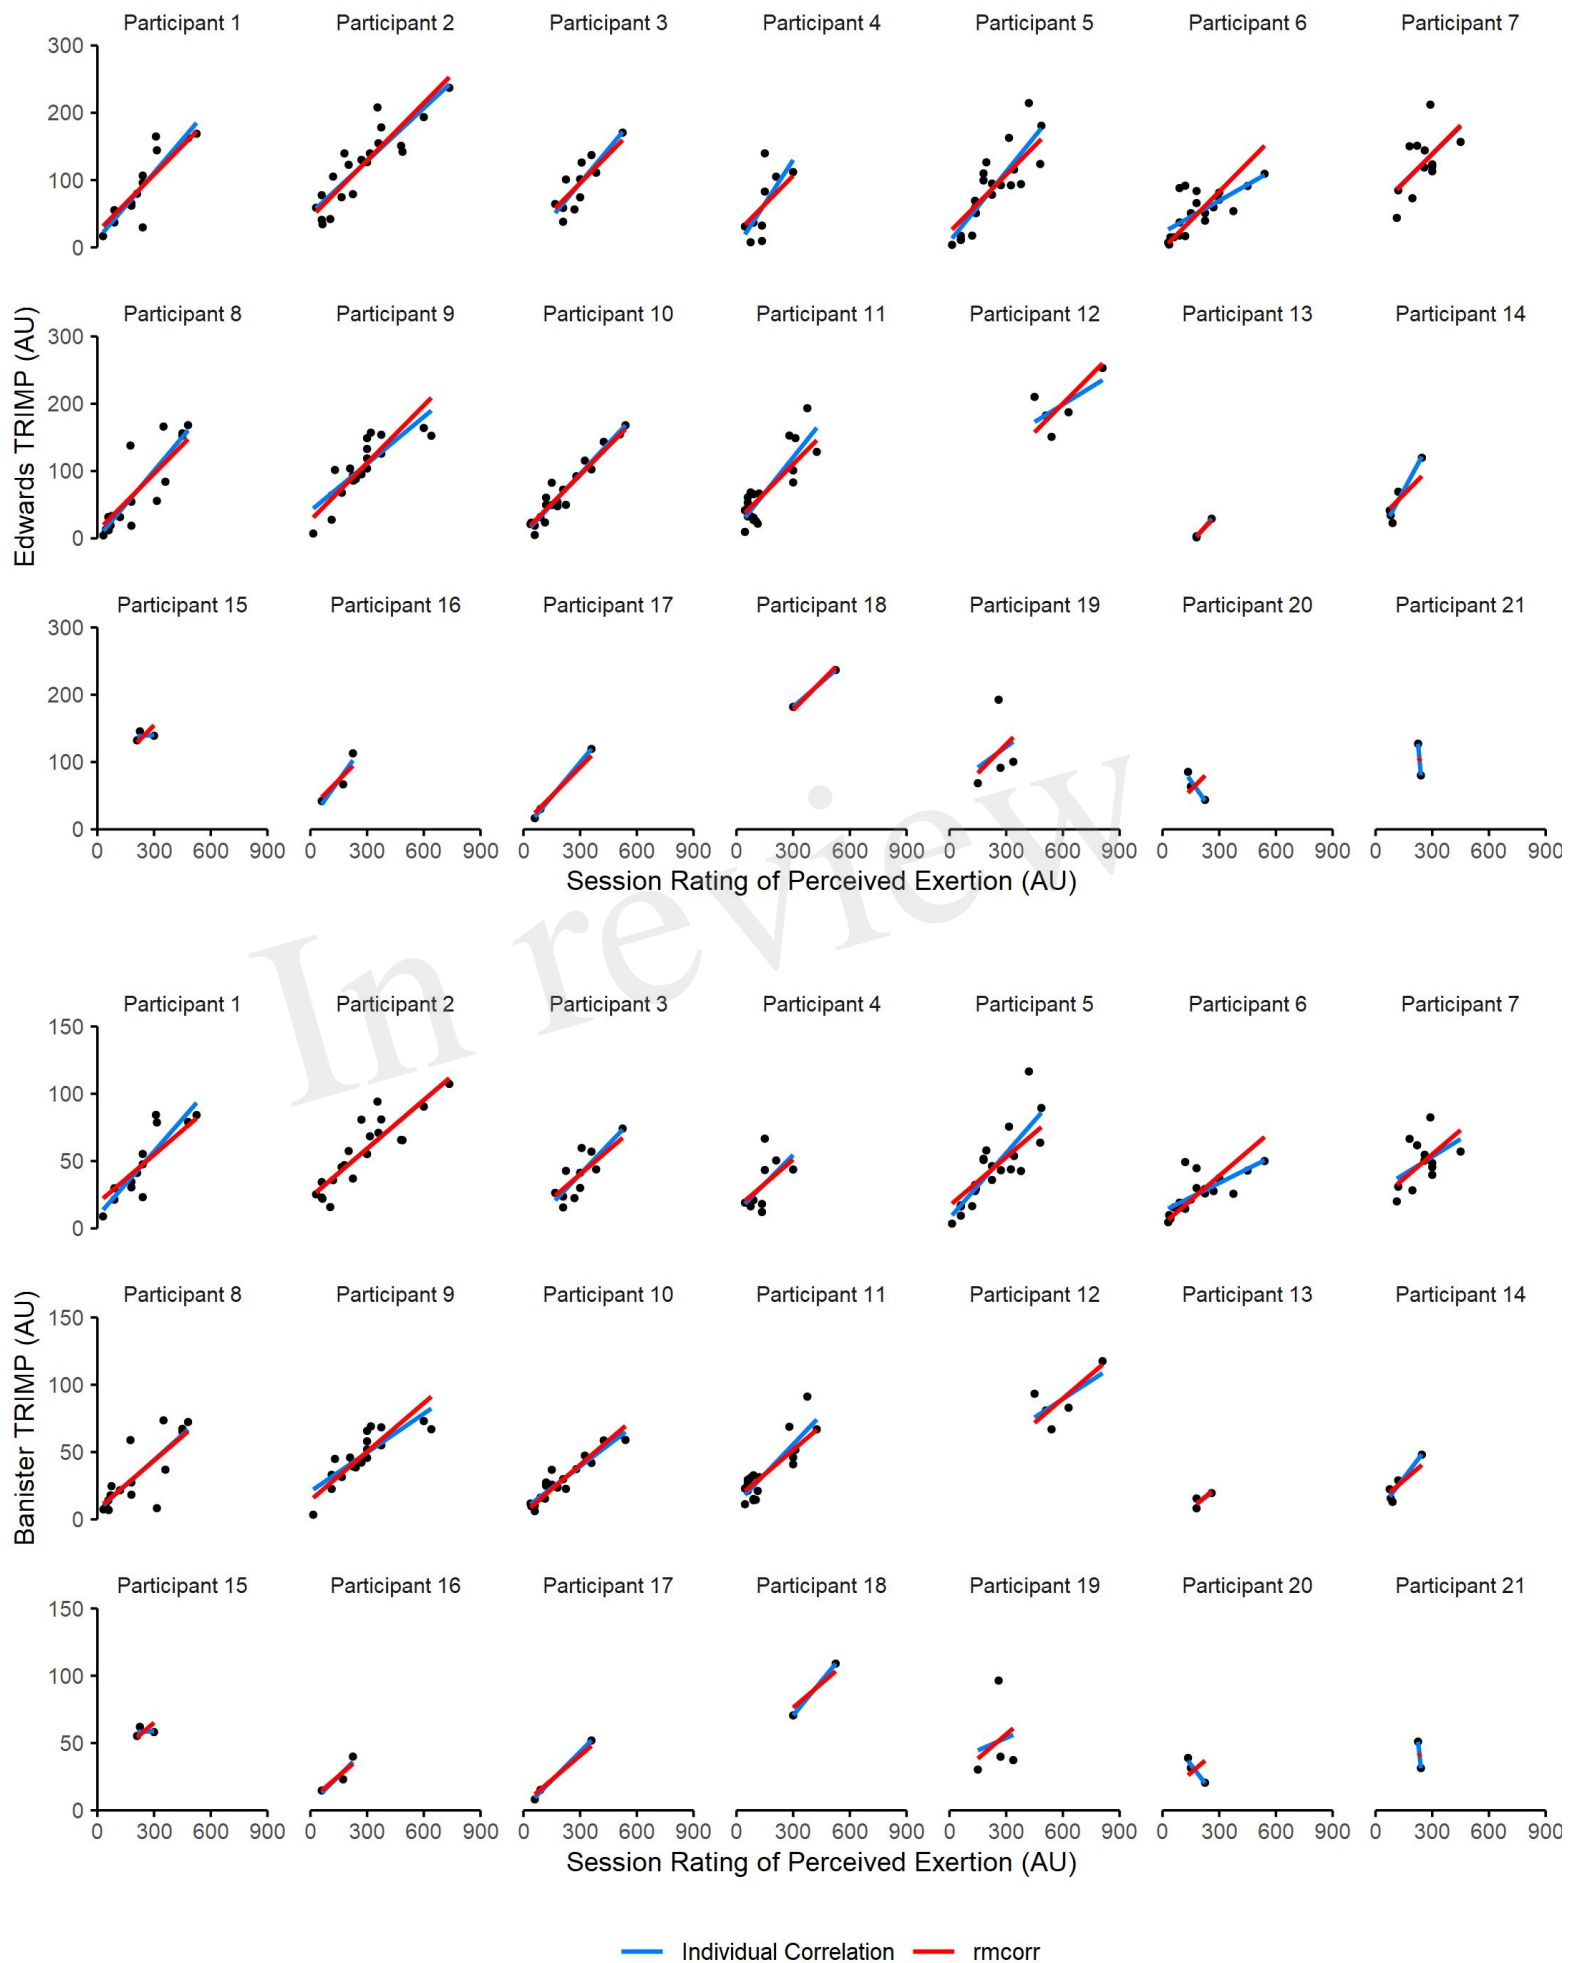 Participant 1 Participant 2 Participant 3 Participant 4 Participant 5 Participant 6 Participant 7
300
200
100
0
Participant 8 Participant 9 Participant 10 Participant 11 Participant 12 Participant 13 Participant 14
Edwards TRIMP (AU)
300
200
100
0
Participant 15 Participant 16 Participant 17 Participant 18 Participant 19 Participant 20 Participant 21
300
200
100
0
0 300 600 900 0 300 600 900 0 300 600 900 0 300 600 900 0 300 600 900 0 300 600 900 0 300 600 900
Session Rating of Perceived Exertion (AU)
In review
Participant 1 Participant 2 Participant 3 Participant 4 Participant 5 Participant 6 Participant 7
150
100
50
0
Participant 8 Participant 9 Participant 10 Participant 11 Participant 12 Participant 13 Participant 14
Banister TRIMP (AU)
150
100
50
0
Participant 15 Participant 16 Participant 17 Participant 18 Participant 19 Participant 20 Participant 21
150
100
50
0
0 300 600 900 0 300 600 900 0 300 600 900 0 300 600 900 0 300 600 900 0 300 600 900 0 300 600 900
Session Rating of Perceived Exertion (AU)
Individual Correlation rmcorr